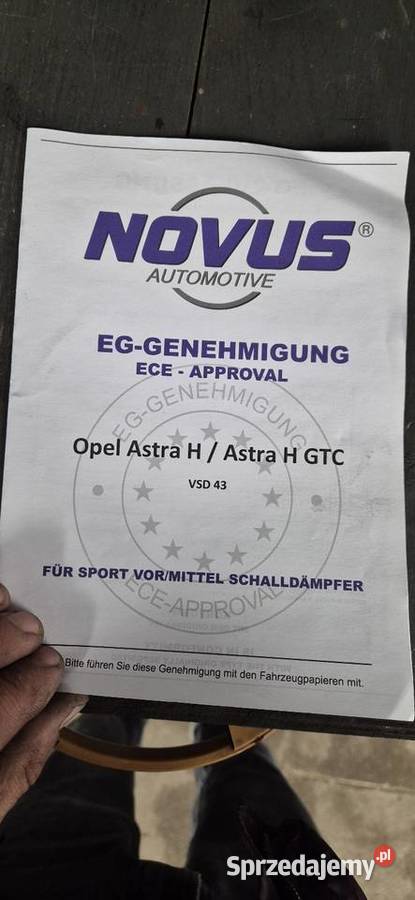 NOVUS®
AUTOMOTIVE
EG-GENEHMIGUNG
ECE - APPROVAL
EG-GENEHMIGUNG
Opel Astra H / Astra H GTC
VSD 43
FÜR SPORT VOR/MITTEL SCHALLDÄMPFER
ECE-APPROVAL
Bitte führen Sie diese Genehmigung mit den Fahrzeugpapieren mit.
Sprzedajemy.pl